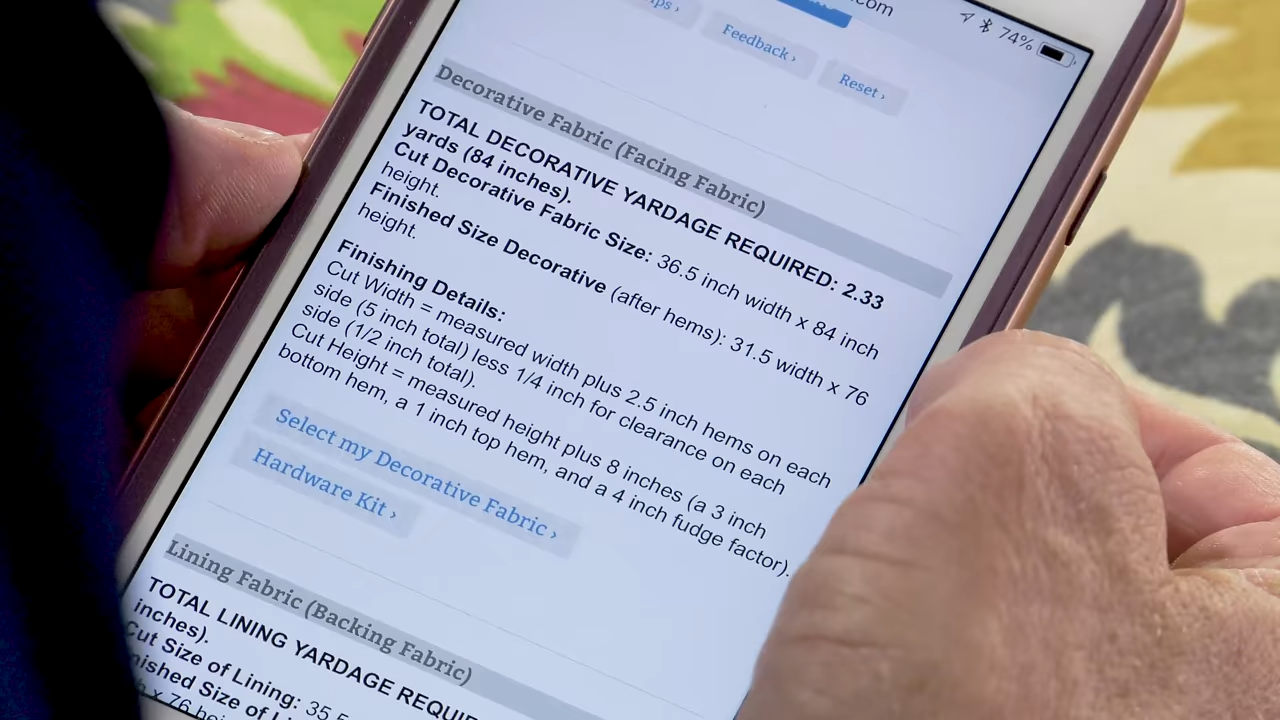 .com
74%
Feedback ›
Reset ›
Decorative Fabric (Facing Fabric)
TOTAL DECORATIVE YARDAGE REQUIRED: 2.33
yards (84 inches).
Cut Decorative Fabric Size: 36.5 inch width x 84 inch
height.
Finished Size Decorative (after hems): 31.5 width x 76
height.
Finishing Details:
Cut Width = measured width plus 2.5 inch hems on each
side (5 inch total) less 1/4 inch for clearance on each
side (1/2 inch total).
Cut Height = measured height plus 8 inches (a 3 inch
bottom hem, a 1 inch top hem, and a 4 inch fudge factor).
Select my Decorative Fabric ›
Hardware Kit ›
Lining Fabric (Backing Fabric)
TOTAL LINING YARDAGE
inches).
Cut Size of Lining: 35.5
Size of
x 76